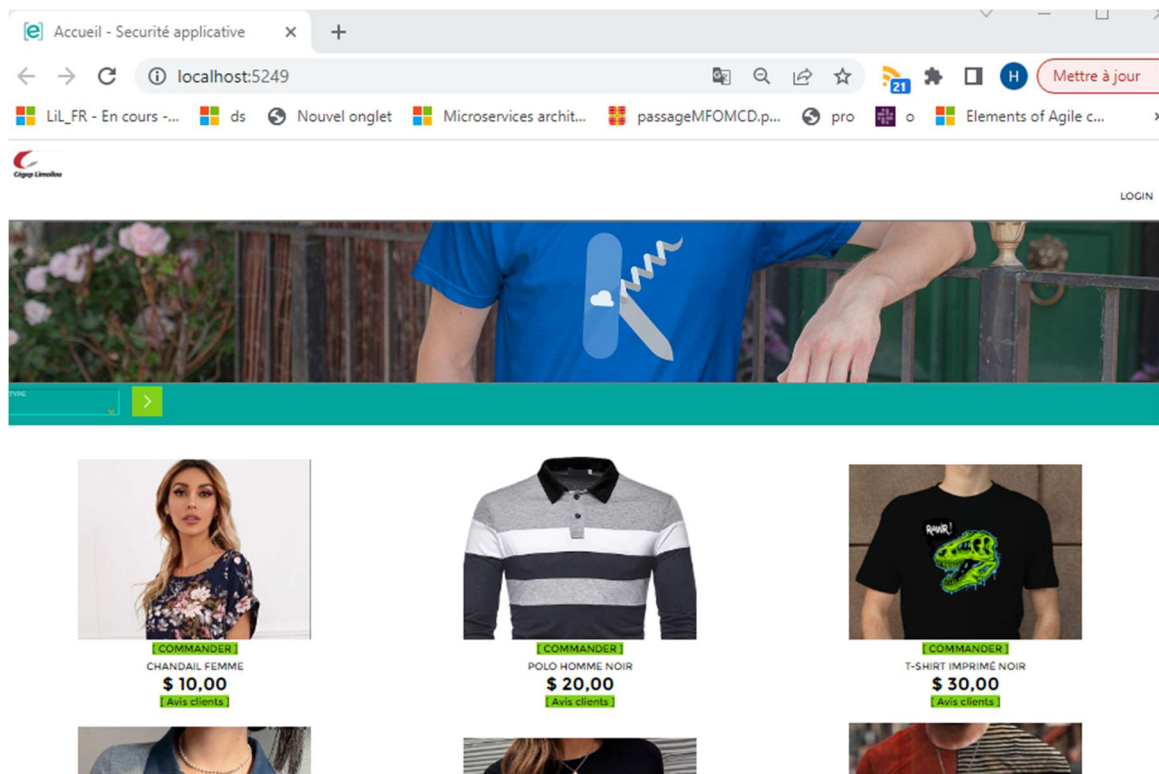 [e] Accueil - Securité applicative
localhost:5249
21
H
Mettre à jour
LiL_FR - En cours -...
ds
Nouvel onglet
Microservices archit...
passageMFOMCD.p...
pro
o
Elements of Agile c...
Cégep Limoilou
LOGIN
TYPE
RAWR!
[ COMMANDER ]
CHANDAIL FEMME
$ 10,00
[ Avis clients ]
[ COMMANDER ]
POLO HOMME NOIR
$ 20,00
[ Avis clients ]
[ COMMANDER ]
T-SHIRT IMPRIMÉ NOIR
$ 30,00
[ Avis clients ]